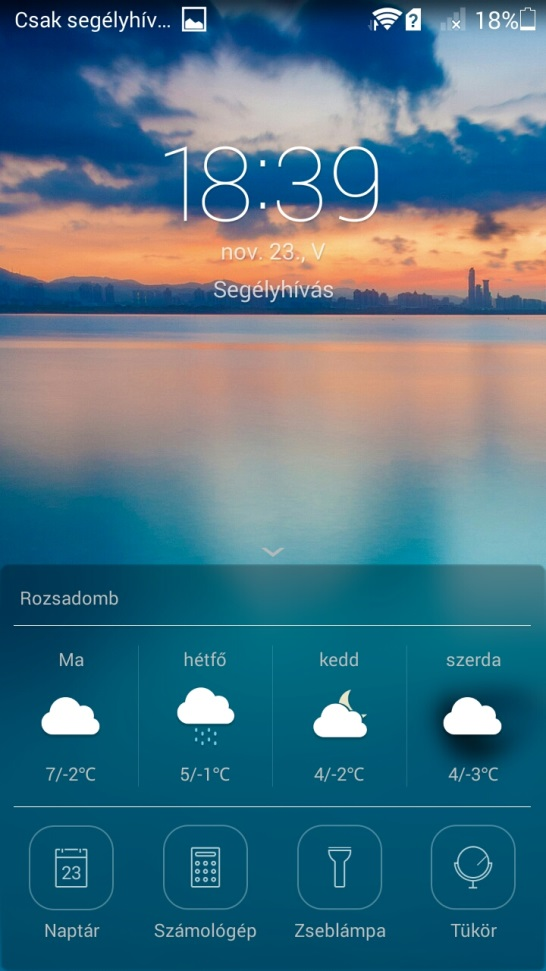 Csak segélyhív... 18%
18:39
nov. 23., V
Segélyhívás
Rozsadomb
Ma hétfő kedd szerda
7/-2°C 5/-1°C 4/-2°C 4/-3°C
23
Naptár Számológép Zseblámpa Tükör